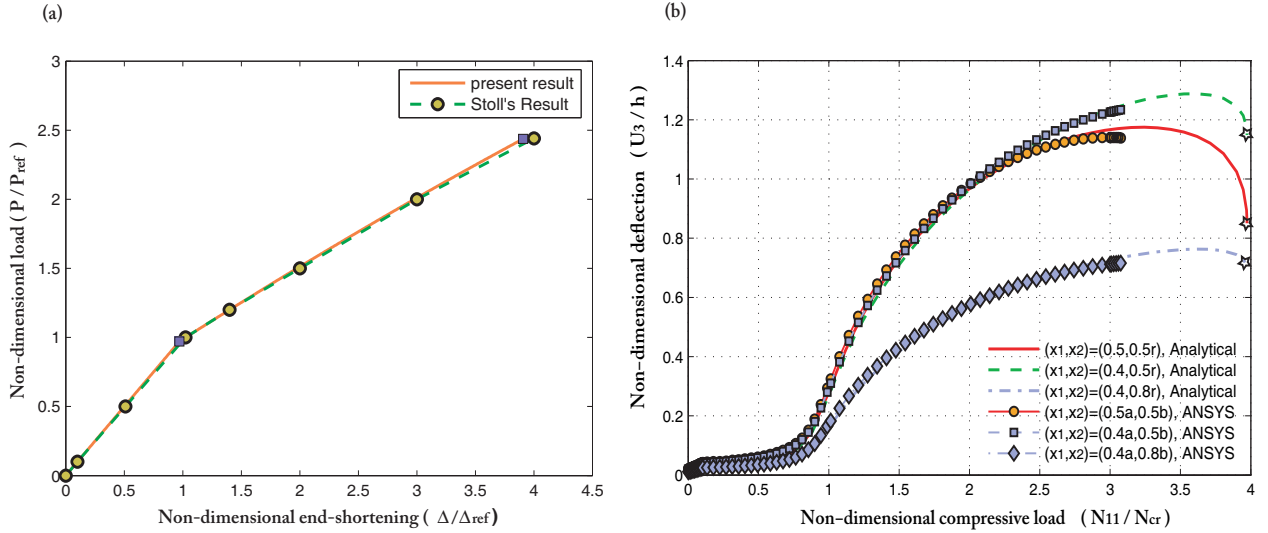 (a)
Non-dimensional load ( P / Pref )
3
2.5
2
1.5
1
0.5
0
0 0.5 1 1.5 2 2.5 3 3.5 4 4.5
present result
Stoll's Result
Non-dimensional end-shortening ( Δ/Δref )
(b)
Non-dimensional deflection ( U3 / h )
1.4
1.2
1
0.8
0.6
0.4
0.2
0
0 0.5 1 1.5 2 2.5 3 3.5 4
(x1,x2)=(0.5,0.5r), Analytical
(x1,x2)=(0.4,0.5r), Analytical
(x1,x2)=(0.4,0.8r), Analytical
(x1,x2)=(0.5a,0.5b), ANSYS
(x1,x2)=(0.4a,0.5b), ANSYS
(x1,x2)=(0.4a,0.8b), ANSYS
Non-dimensional compressive load ( N11 / Ncr )